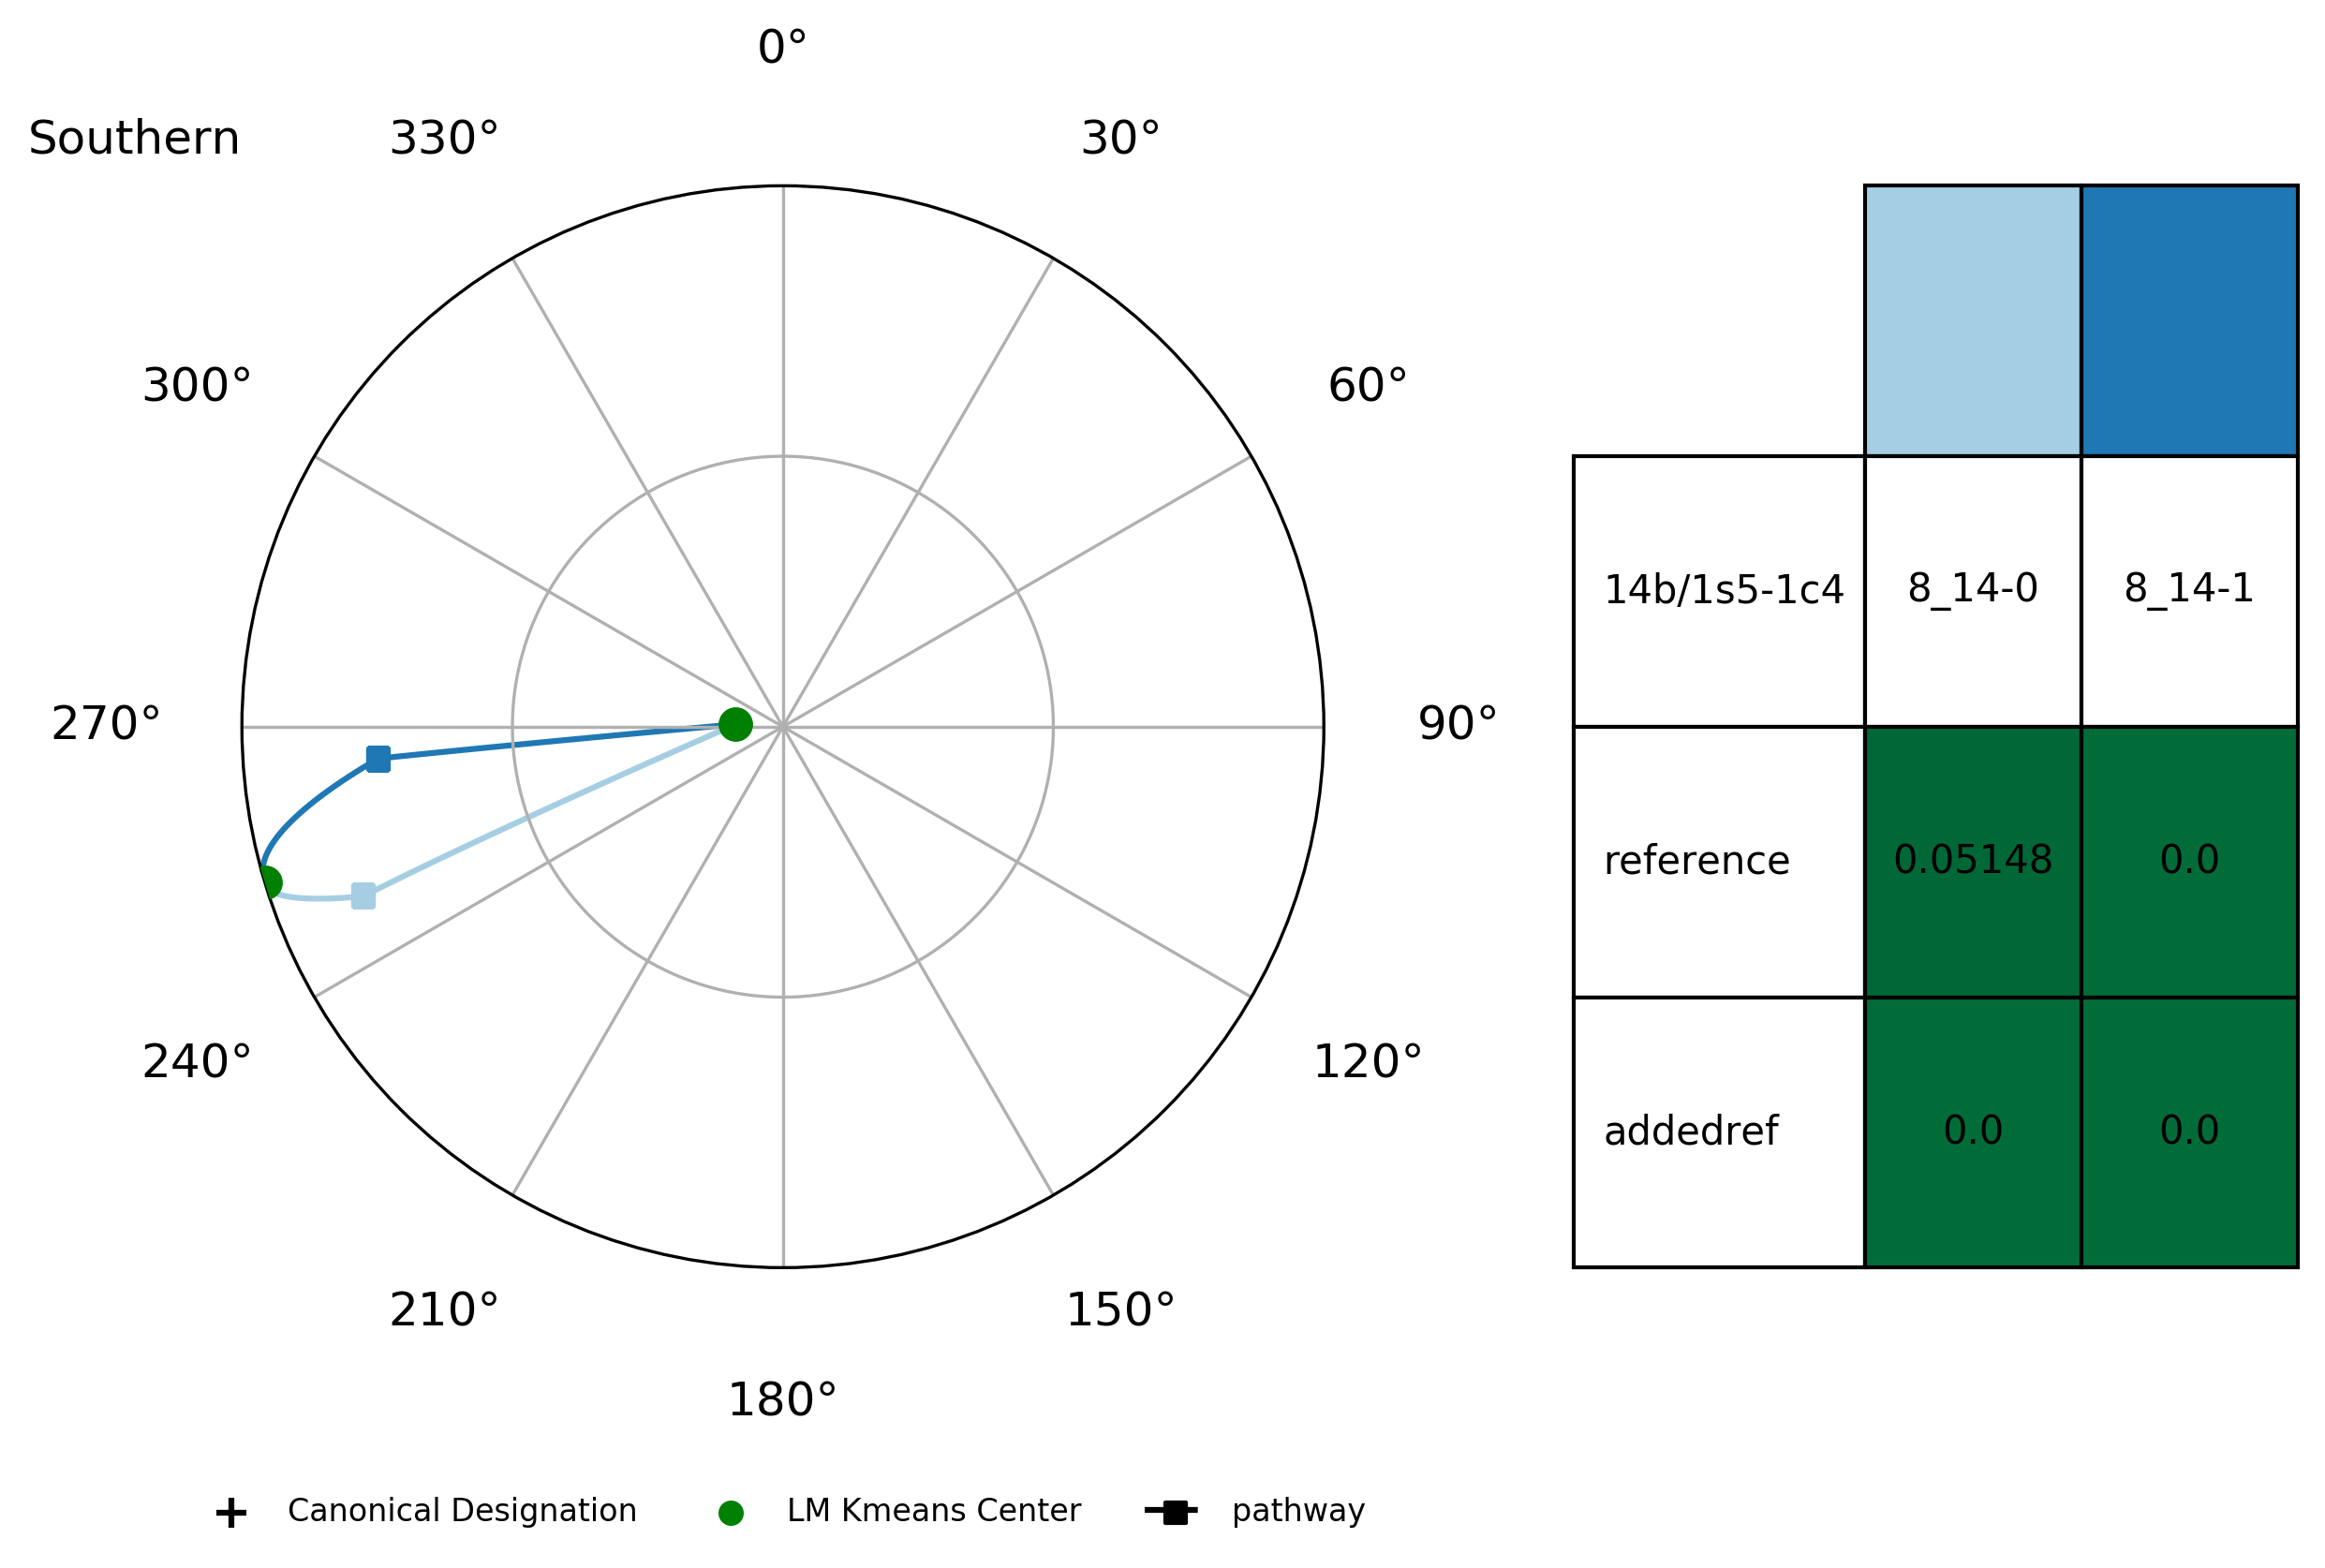 0°
Southern
330°
30°
300°
60°
270°
90°
240°
120°
210°
150°
180°
14b/1s5-1c4 8_14-0 8_14-1
reference 0.05148 0.0
addedref 0.0 0.0
Canonical Designation LM Kmeans Center pathway